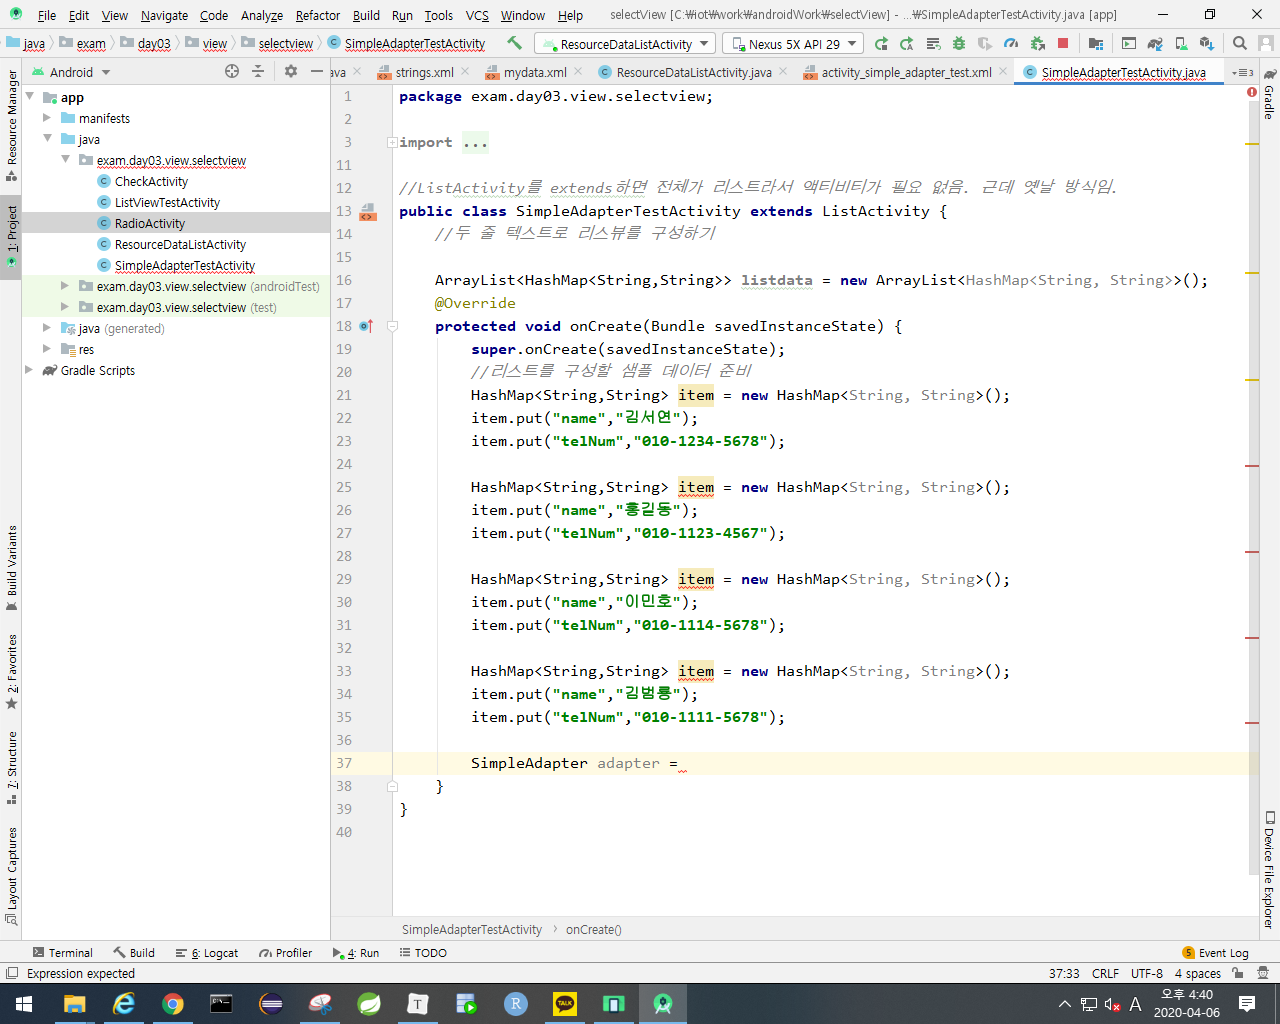 File Edit View Navigate Code Analyze Refactor Build Run Tools VCS Window Help selectView [C:₩iot₩work₩androidWork₩selectView] - ...₩SimpleAdapterTestActivity.java [app]
java exam day03 view selectview SimpleAdapterTestActivity ResourceDataListActivity Nexus 5X API 29
Android ava strings.xml mydata.xml ResourceDataListActivity.java activity_simple_adapter_test.xml SimpleAdapterTestActivity.java 3
Resource Manager
1: Project
Build Variants
2: Favorites
7: Structure
Layout Captures
app
manifests
java
exam.day03.view.selectview
CheckActivity
ListViewTestActivity
RadioActivity
ResourceDataListActivity
SimpleAdapterTestActivity
exam.day03.view.selectview (androidTest)
exam.day03.view.selectview (test)
java (generated)
res
Gradle Scripts
1 package exam.day03.view.selectview;
2
3 import ...
11
12 //ListActivity를 extends하면 전체가 리스트라서 액티비티가 필요 없음. 근데 옛날 방식임.
13 public class SimpleAdapterTestActivity extends ListActivity {
14 //두 줄 텍스트로 리스뷰를 구성하기
15
16 ArrayList<HashMap<String,String>> listdata = new ArrayList<HashMap<String, String>>();
17 @Override
18 protected void onCreate(Bundle savedInstanceState) {
19 super.onCreate(savedInstanceState);
20 //리스트를 구성할 샘플 데이터 준비
21 HashMap<String,String> item = new HashMap<String, String>();
22 item.put("name","김서연");
23 item.put("telNum","010-1234-5678");
24
25 HashMap<String,String> item = new HashMap<String, String>();
26 item.put("name","홍길동");
27 item.put("telNum","010-1123-4567");
28
29 HashMap<String,String> item = new HashMap<String, String>();
30 item.put("name","이민호");
31 item.put("telNum","010-1114-5678");
32
33 HashMap<String,String> item = new HashMap<String, String>();
34 item.put("name","김범룡");
35 item.put("telNum","010-1111-5678");
36
37 SimpleAdapter adapter =
38 }
39 }
40
SimpleAdapterTestActivity onCreate()
Gradle
Device File Explorer
Terminal Build 6: Logcat Profiler 4: Run TODO 5 Event Log
Expression expected 37:33 CRLF UTF-8 4 spaces
T R TALK A 오후 4:40
2020-04-06